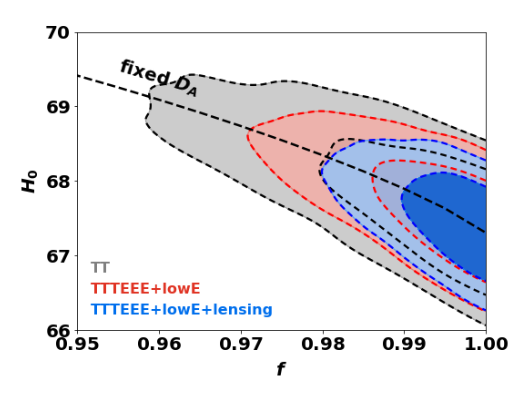 70
69
68
67
66
H₀
fixed D_A
TT
TTTEEE+lowE
TTTEEE+lowE+lensing
0.95 0.96 0.97 0.98 0.99 1.00
f